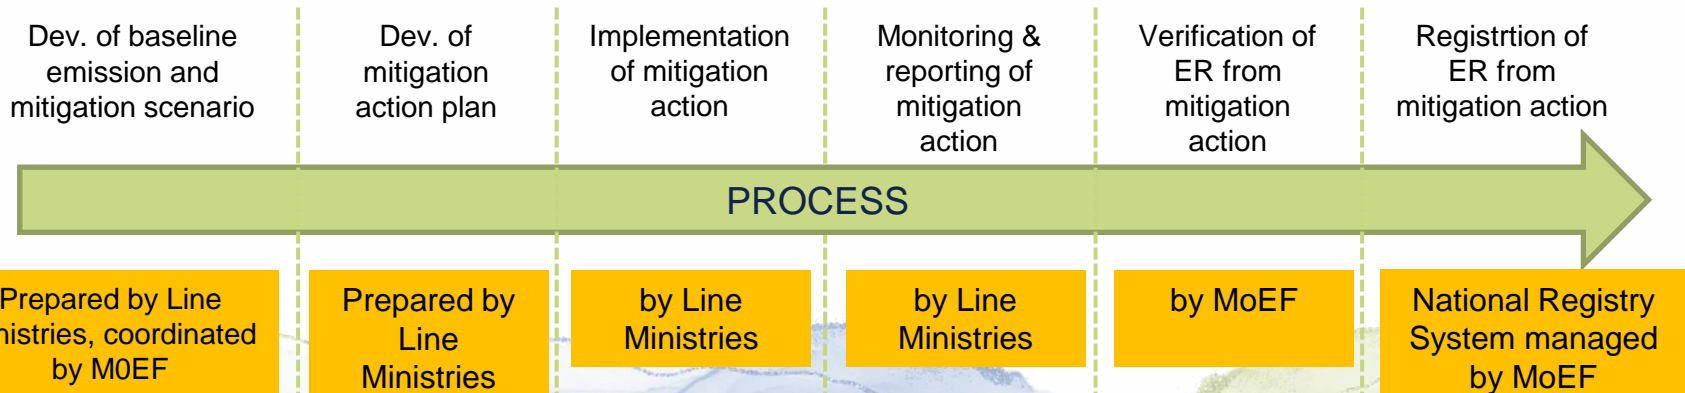 Dev. of baseline
emission and
mitigation scenario
Dev. of
mitigation
action plan
Implementation
of mitigation
action
Monitoring &
reporting of
mitigation
action
Verification of
ER from
mitigation
action
Registrtion of
ER from
mitigation action
PROCESS
Prepared by Line
nistries, coordinated
by M0EF
Prepared by
Line
Ministries
by Line
Ministries
by Line
Ministries
by MoEF
National Registry
System managed
by MoEF